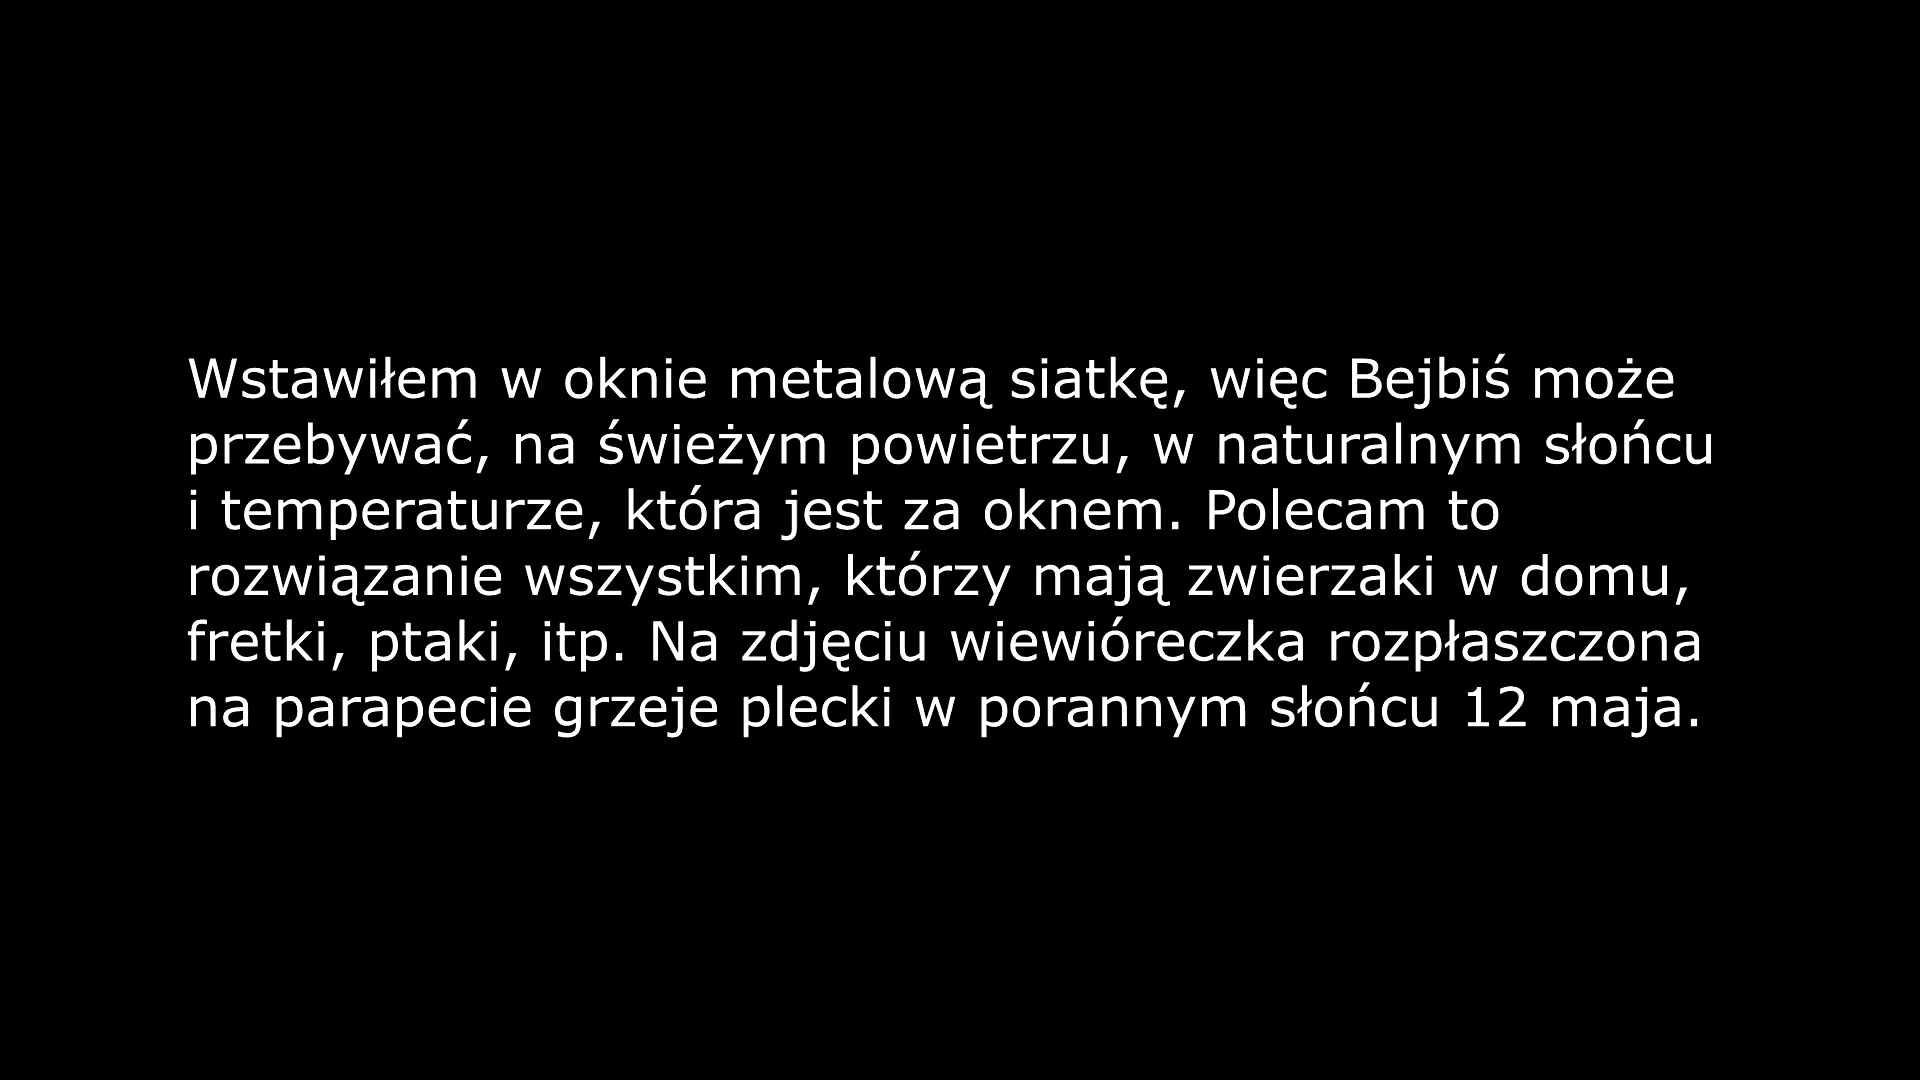 Wstawiłem w oknie metalową siatkę, więc Bejbiś może
przebywać, na świeżym powietrzu, w naturalnym słońcu
i temperaturze, która jest za oknem. Polecam to
rozwiązanie wszystkim, którzy mają zwierzaki w domu,
fretki, ptaki, itp. Na zdjęciu wiewióreczka rozpłaszczona
na parapecie grzeje plecki w porannym słońcu 12 maja.